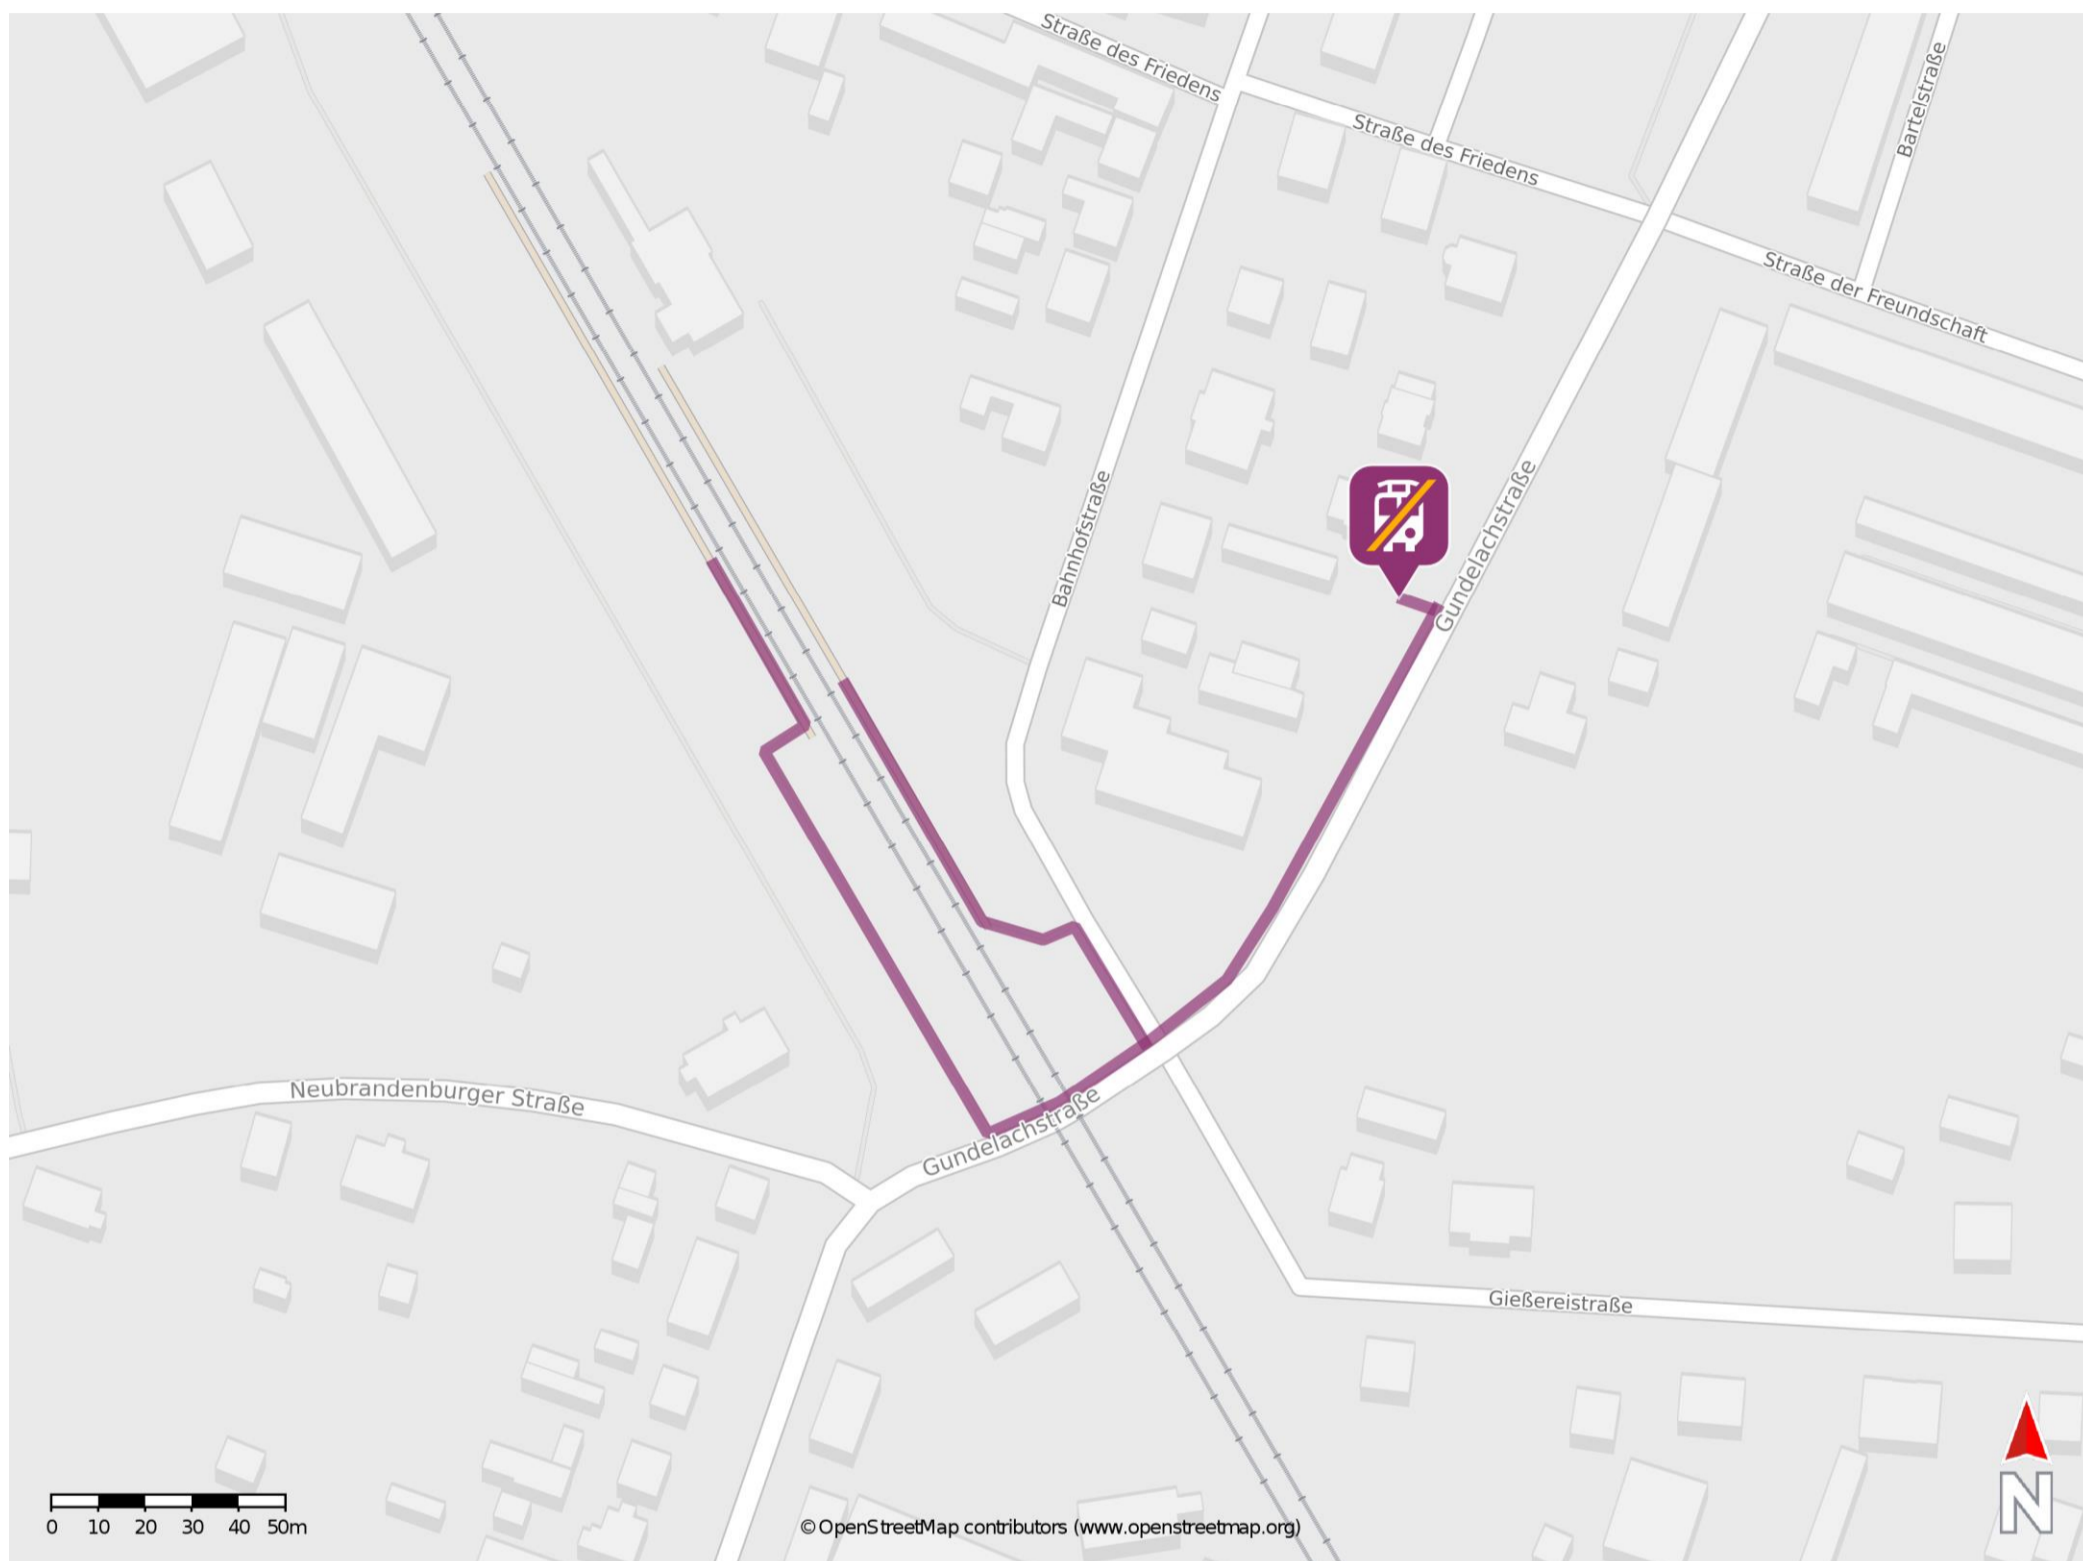 Straße des Friedens
Straße des Friedens
Bartelstraße
Straße der Freundschaft
Bahnhofstraße
Gundelachstraße
Neubrandenburger Straße
Gundelachstraße
Gießereistraße
0 10 20 30 40 50m
© OpenStreetMap contributors (www.openstreetmap.org)
N